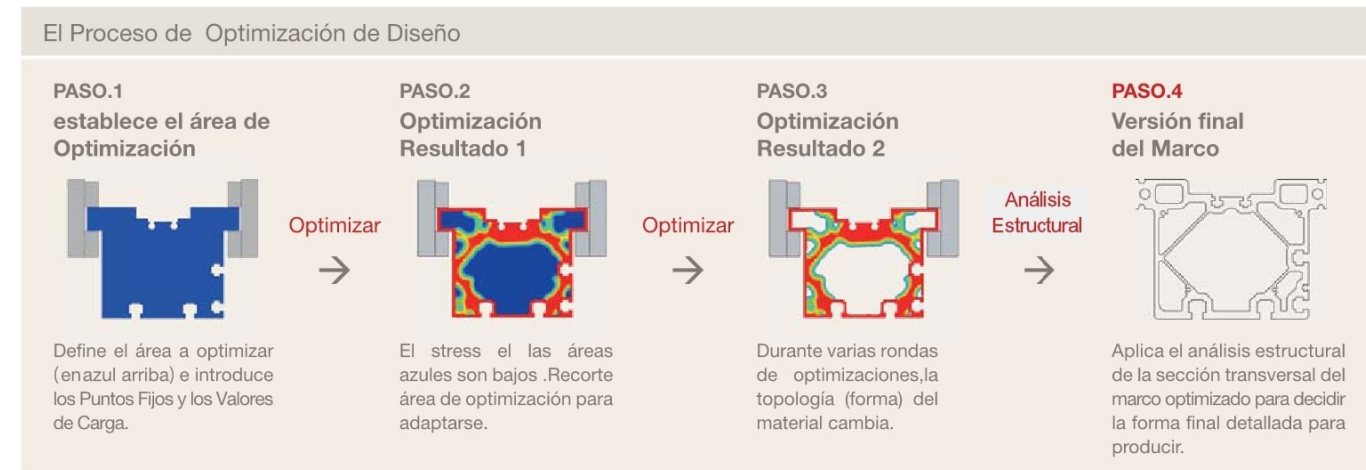 El Proceso de Optimización de Diseño
PASO.1
establece el área de
Optimización
Define el área a optimizar
(enazul arriba) e introduce
los Puntos Fijos y los Valores
de Carga.
Optimizar
PASO.2
Optimización
Resultado 1
El stress el las áreas
azules son bajos .Recorte
área de optimización para
adaptarse.
Optimizar
PASO.3
Optimización
Resultado 2
Durante varias rondas
de optimizaciones,la
topología (forma) del
material cambia.
Análisis
Estructural
PASO.4
Versión final
del Marco
Aplica el análisis estructural
de la sección transversal del
marco optimizado para decidir
la forma final detallada para
producir.